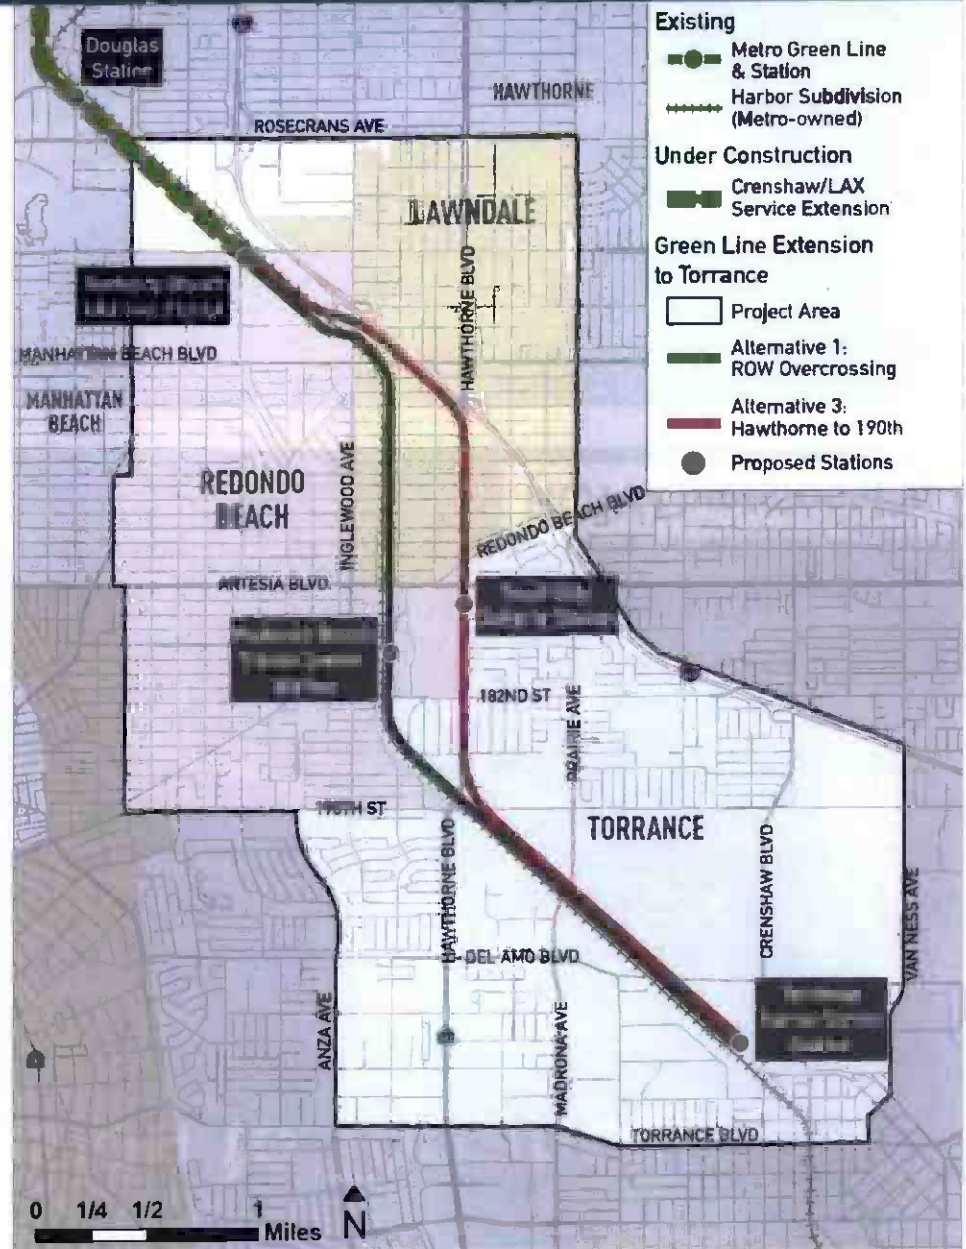 Douglas
Station
HAWTHORNE
ROSECRANS AVE
LAWNDALE
HAWTHORNE BLVD
MANHATTAN BEACH BLVD
MANHATTAN
BEACH
REDONDO
BEACH
INGLEWOOD AVE
REDONDO BEACH BLVD
ARTESIA BLVD
182ND ST
PRAIRIE AVE
190TH ST
TORRANCE
HAWTHORNE BLVD
CRENSHAW BLVD
VAN NESS AVE
DEL AMO BLVD
ANZA AVE
MADRONA AVE
TORRANCE BLVD
0 1/4 1/2 1
Miles
N
Existing
Metro Green Line
& Station
Harbor Subdivision
(Metro-owned)
Under Construction
Crenshaw/LAX
Service Extension
Green Line Extension
to Torrance
Project Area
Alternative 1:
ROW Overcrossing
Alternative 3:
Hawthorne to 190th
Proposed Stations